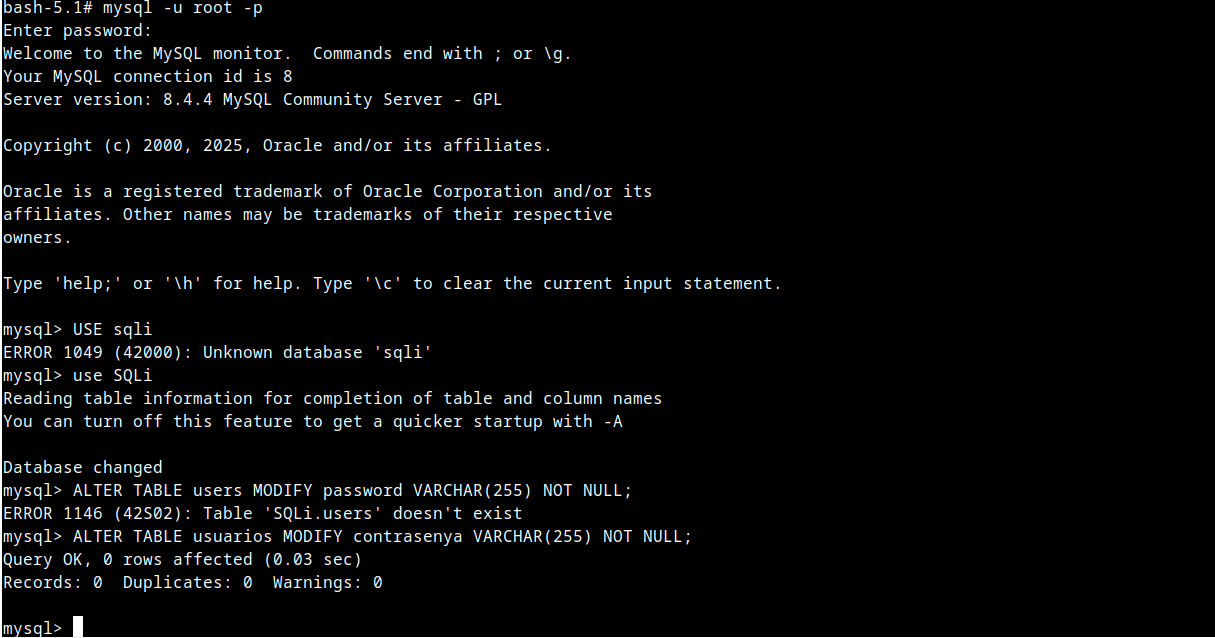 bash-5.1# mysql -u root -p
Enter password:
Welcome to the MySQL monitor.  Commands end with ; or \g.
Your MySQL connection id is 8
Server version: 8.4.4 MySQL Community Server - GPL
Copyright (c) 2000, 2025, Oracle and/or its affiliates.
Oracle is a registered trademark of Oracle Corporation and/or its
affiliates. Other names may be trademarks of their respective
owners.
Type 'help;' or '\h' for help. Type '\c' to clear the current input statement.
mysql> USE sqli
ERROR 1049 (42000): Unknown database 'sqli'
mysql> use SQLi
Reading table information for completion of table and column names
You can turn off this feature to get a quicker startup with -A
Database changed
mysql> ALTER TABLE users MODIFY password VARCHAR(255) NOT NULL;
ERROR 1146 (42S02): Table 'SQLi.users' doesn't exist
mysql> ALTER TABLE usuarios MODIFY contrasenya VARCHAR(255) NOT NULL;
Query OK, 0 rows affected (0.03 sec)
Records: 0  Duplicates: 0  Warnings: 0
mysql>